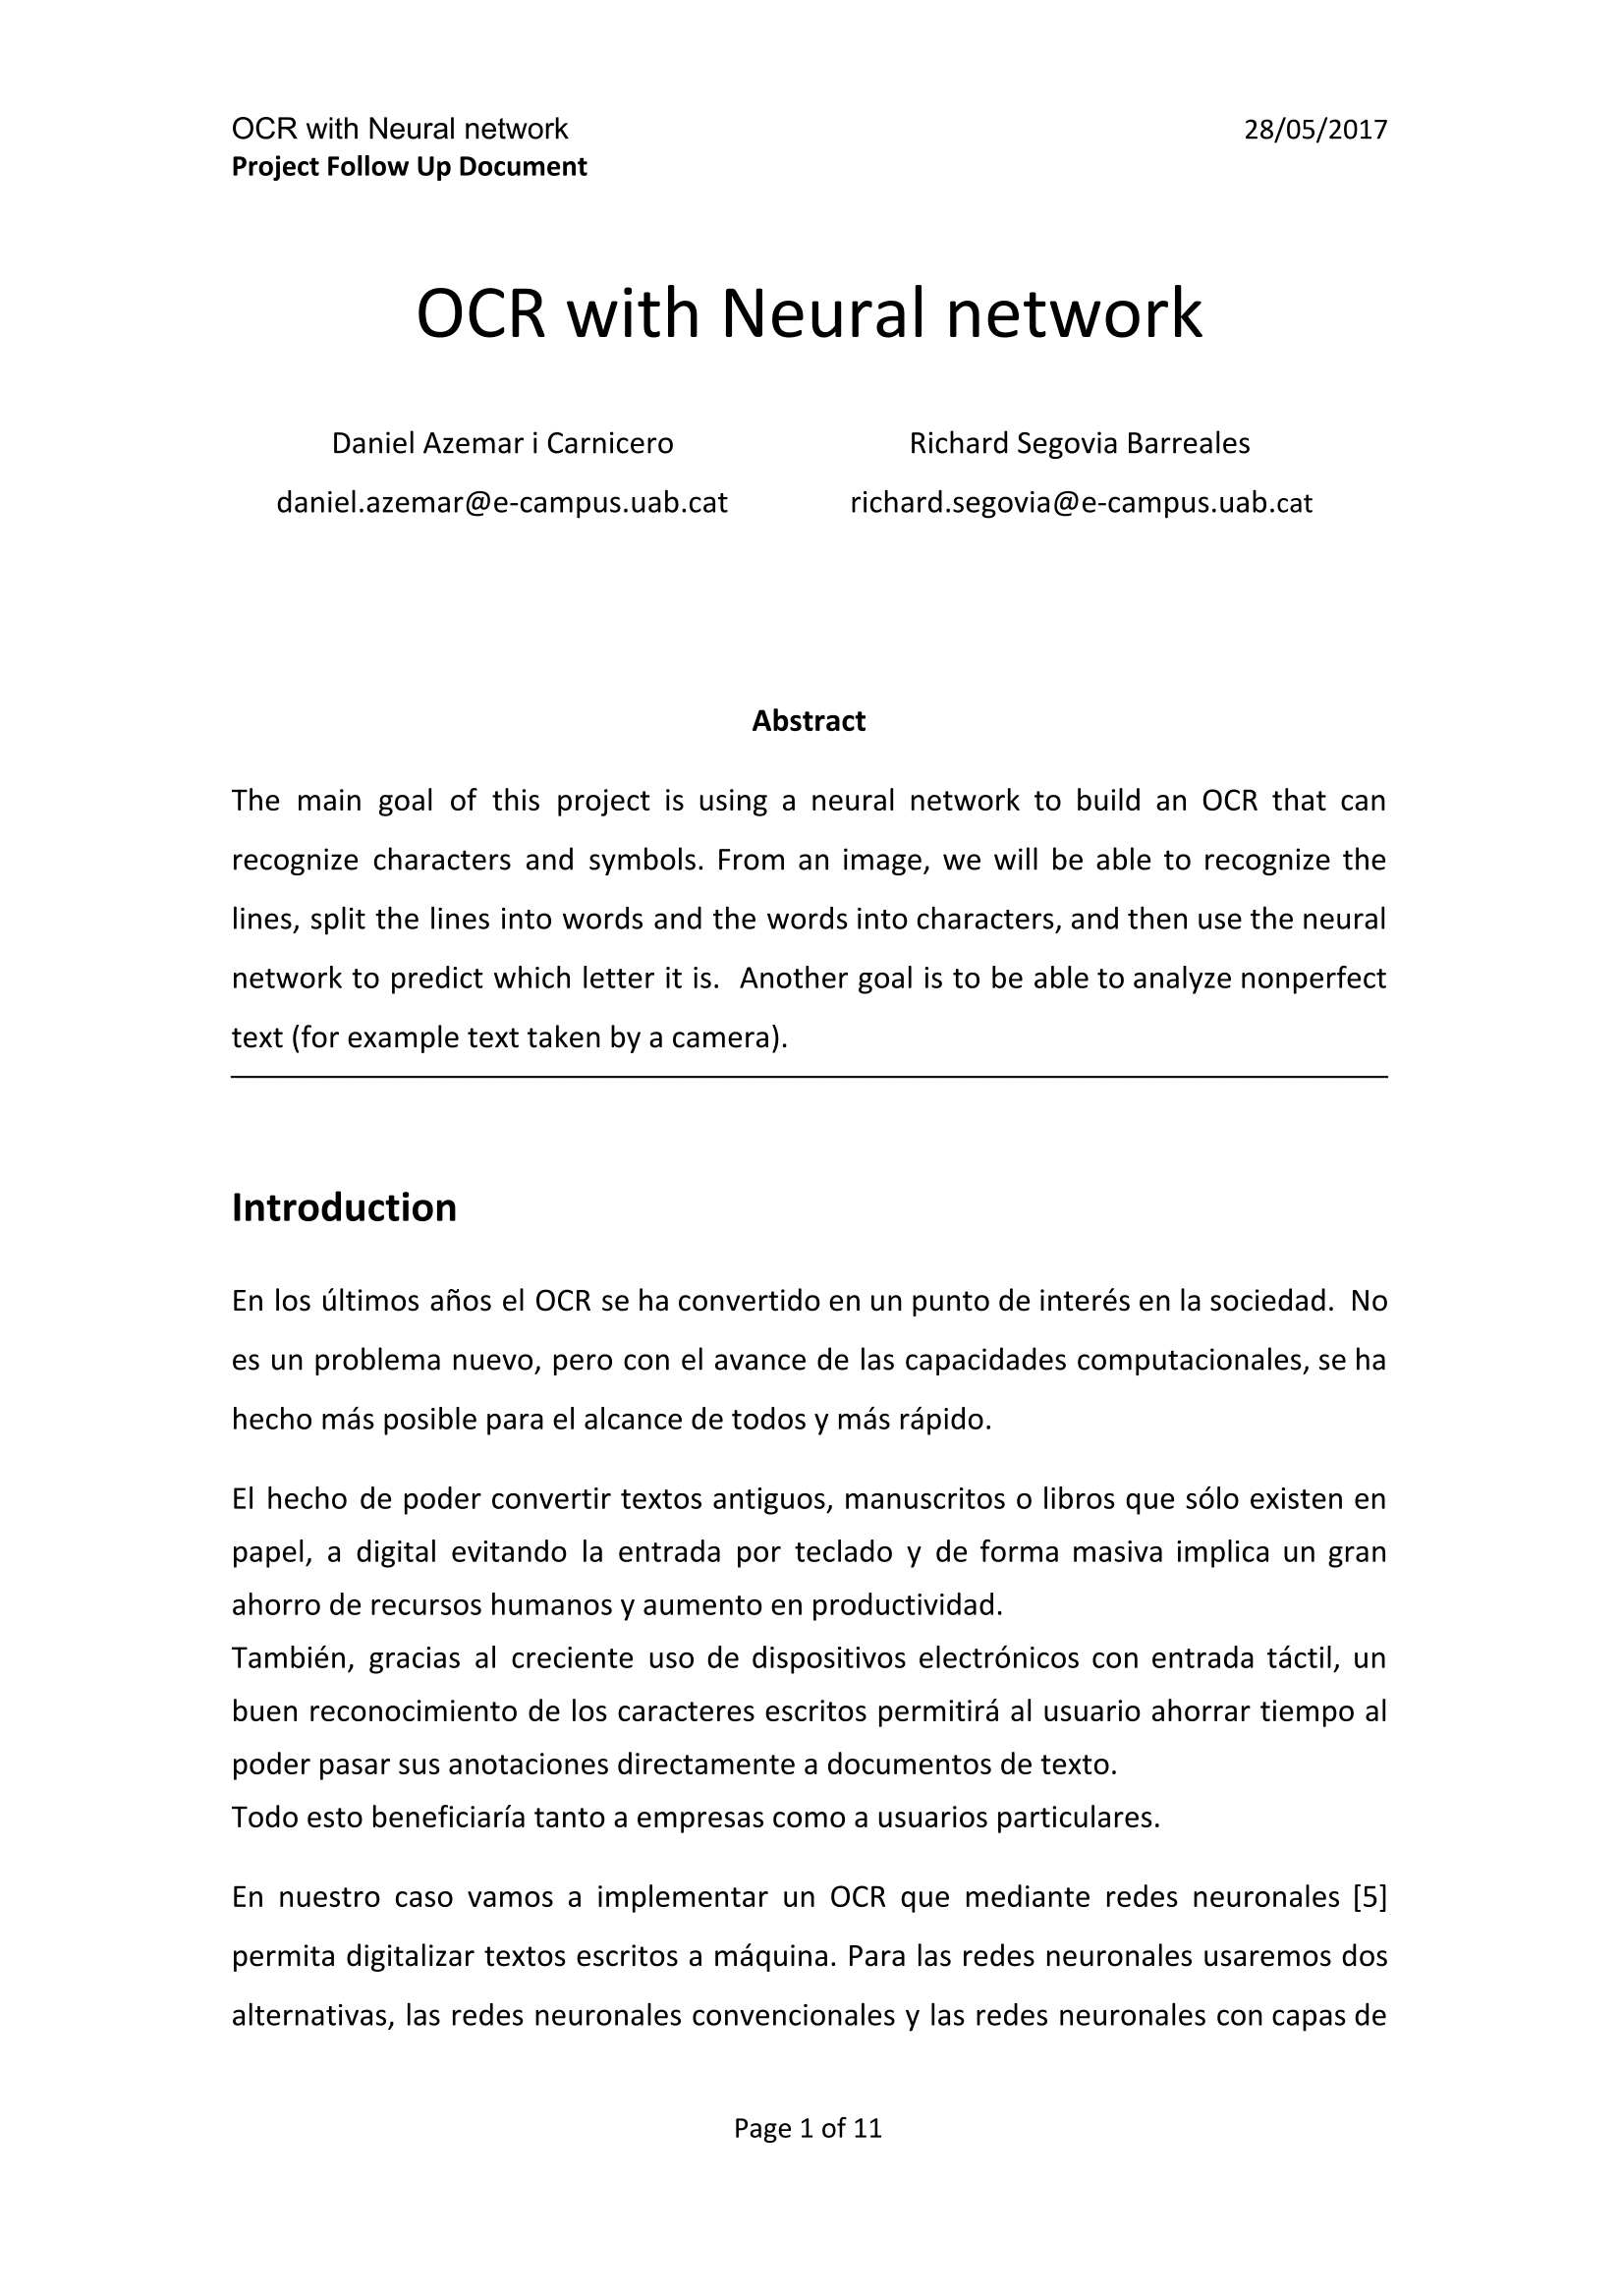 OCR with Neural network 28/05/2017
Project Follow Up Document
OCR with Neural network
Daniel Azemar i Carnicero Richard Segovia Barreales
daniel.azemar@e-campus.uab.cat richard.segovia@e-campus.uab.cat
Abstract
The main goal of this project is using a neural network to build an OCR that can
recognize characters and symbols. From an image, we will be able to recognize the
lines, split the lines into words and the words into characters, and then use the neural
network to predict which letter it is. Another goal is to be able to analyze nonperfect
text (for example text taken by a camera).
Introduction
En los últimos años el OCR se ha convertido en un punto de interés en la sociedad. No
es un problema nuevo, pero con el avance de las capacidades computacionales, se ha
hecho más posible para el alcance de todos y más rápido.
El hecho de poder convertir textos antiguos, manuscritos o libros que sólo existen en
papel, a digital evitando la entrada por teclado y de forma masiva implica un gran
ahorro de recursos humanos y aumento en productividad.
También, gracias al creciente uso de dispositivos electrónicos con entrada táctil, un
buen reconocimiento de los caracteres escritos permitirá al usuario ahorrar tiempo al
poder pasar sus anotaciones directamente a documentos de texto.
Todo esto beneficiaría tanto a empresas como a usuarios particulares.
En nuestro caso vamos a implementar un OCR que mediante redes neuronales [5]
permita digitalizar textos escritos a máquina. Para las redes neuronales usaremos dos
alternativas, las redes neuronales convencionales y las redes neuronales con capas de
Page 1 of 11